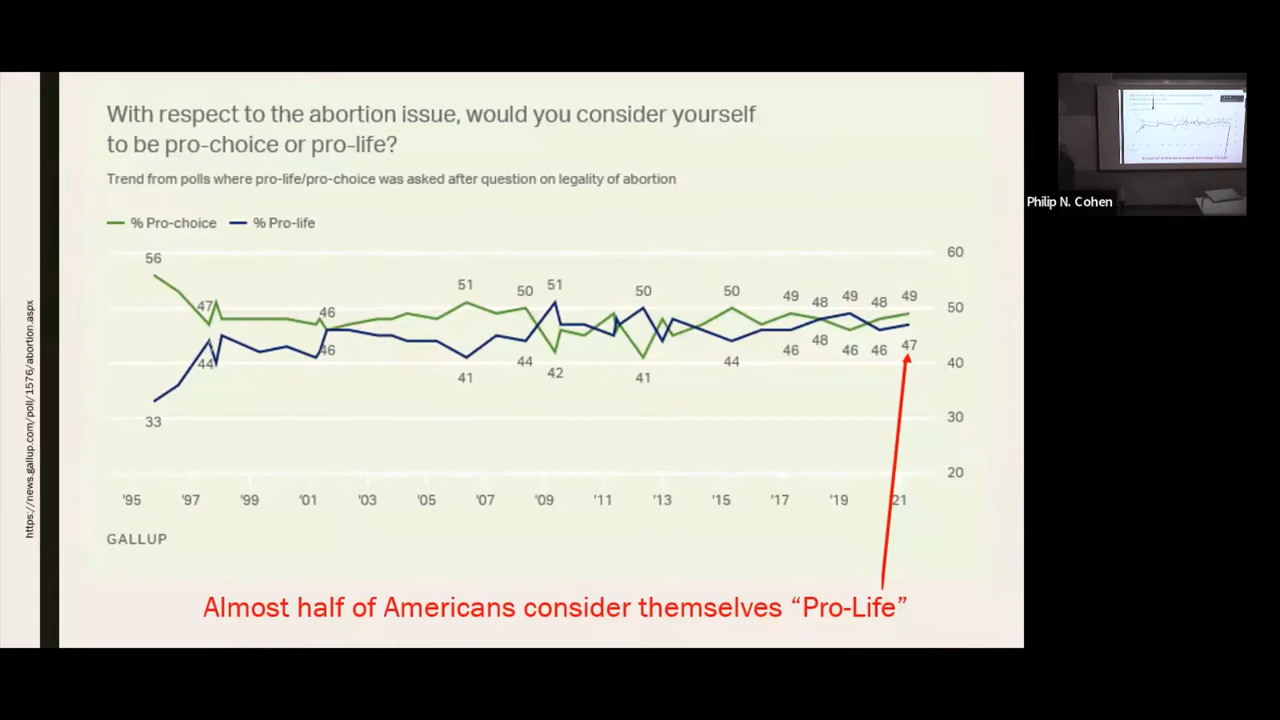 With respect to the abortion issue, would you consider yourself
to be pro-choice or pro-life?
Trend from polls where pro-life/pro-choice was asked after question on legality of abortion
% Pro-choice % Pro-life
56 47 46 51 50 51 50 50 49 48 49 48 49
33 44 46 41 44 42 41 44 46 48 46 46 47
60
50
40
30
20
'95 '97 '99 '01 '03 '05 '07 '09 '11 '13 '15 '17 '19 '21
GALLUP
Almost half of Americans consider themselves “Pro-Life”
https://news.gallup.com/poll/1576/abortion.aspx
Philip N. Cohen